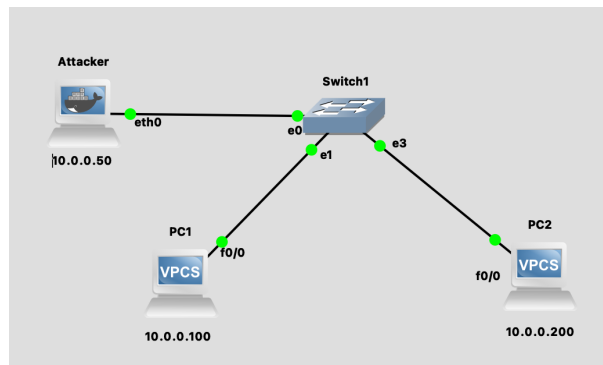 Attacker
Switch1
eth0
e0
e1
e3
10.0.0.50
PC1
PC2
f0/0
VPCS
f0/0
VPCS
10.0.0.100
10.0.0.200